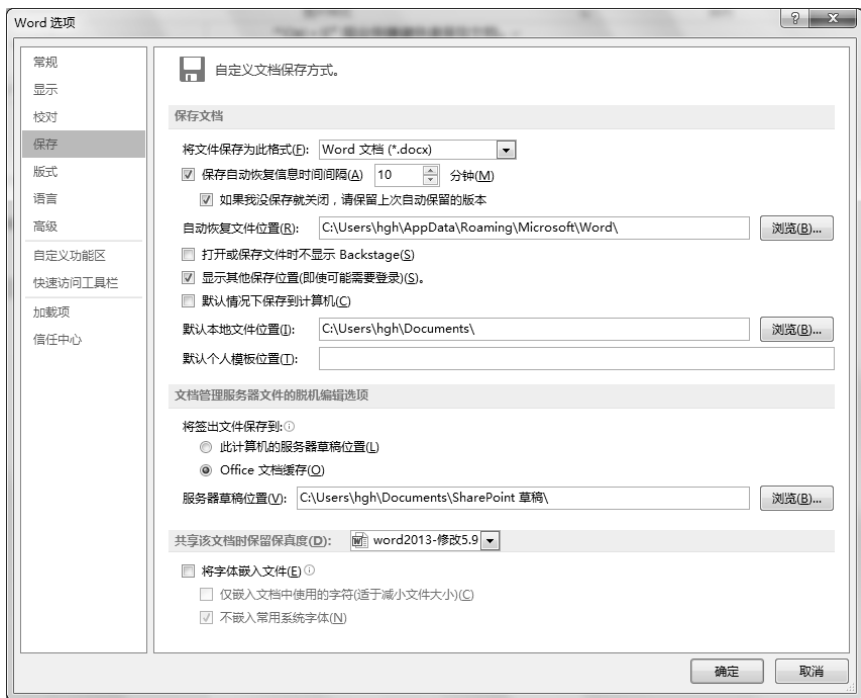 Word 选项
常规
显示
校对
保存
版式
语言
高级
自定义功能区
快速访问工具栏
加载项
信任中心
自定义文档保存方式。
保存文档
将文件保存为此格式(F): Word 文档 (*.docx)
保存自动恢复信息时间间隔(A) 10 分钟(M)
如果我没保存就关闭，请保留上次自动保留的版本
自动恢复文件位置(R): C:\Users\hgh\AppData\Roaming\Microsoft\Word\ 浏览(B)...
打开或保存文件时不显示 Backstage(S)
显示其他保存位置(即使可能需要登录)(S)。
默认情况下保存到计算机(C)
默认本地文件位置(I): C:\Users\hgh\Documents\ 浏览(B)...
默认个人模板位置(T):
文档管理服务器文件的脱机编辑选项
将签出文件保存到:
此计算机的服务器草稿位置(L)
Office 文档缓存(O)
服务器草稿位置(V): C:\Users\hgh\Documents\SharePoint 草稿\ 浏览(B)...
共享该文档时保留保真度(D): word2013-修改5.9
将字体嵌入文件(E)
仅嵌入文档中使用的字符(适于减小文件大小)(C)
不嵌入常用系统字体(N)
确定 取消